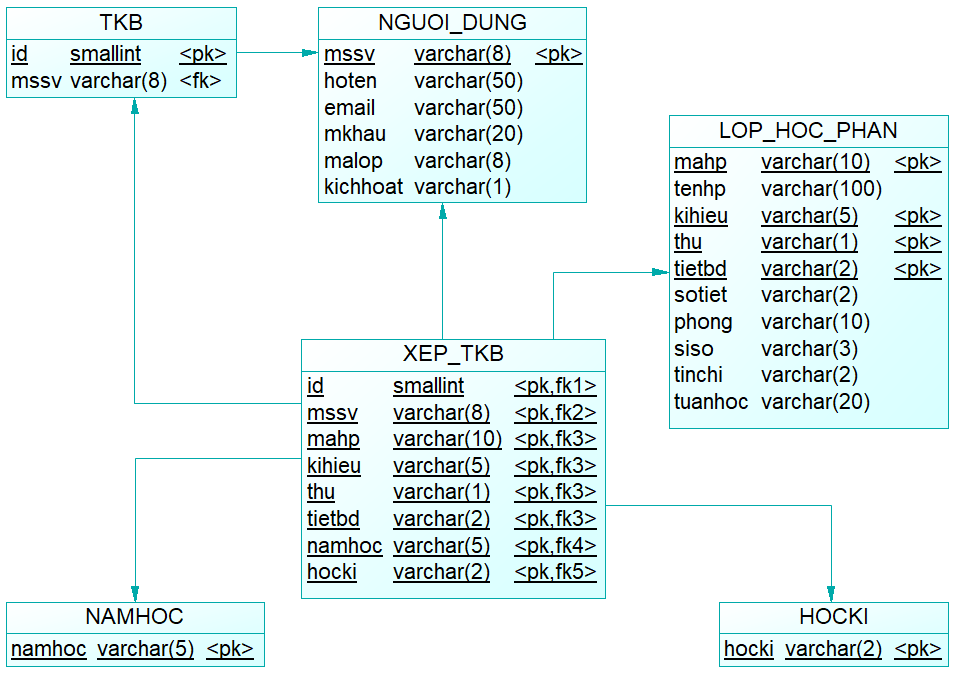 TKB
id smallint <pk>
mssv varchar(8) <fk>
NGUOI_DUNG
mssv varchar(8) <pk>
hoten varchar(50)
email varchar(50)
mkhau varchar(20)
malop varchar(8)
kichhoat varchar(1)
LOP_HOC_PHAN
mahp varchar(10) <pk>
tenhp varchar(100)
kihieu varchar(5) <pk>
thu varchar(1) <pk>
tietbd varchar(2) <pk>
sotiet varchar(2)
phong varchar(10)
siso varchar(3)
tinchi varchar(2)
tuanhoc varchar(20)
XEP_TKB
id smallint <pk,fk1>
mssv varchar(8) <pk,fk2>
mahp varchar(10) <pk,fk3>
kihieu varchar(5) <pk,fk3>
thu varchar(1) <pk,fk3>
tietbd varchar(2) <pk,fk3>
namhoc varchar(5) <pk,fk4>
hocki varchar(2) <pk,fk5>
NAMHOC
namhoc varchar(5) <pk>
HOCKI
hocki varchar(2) <pk>